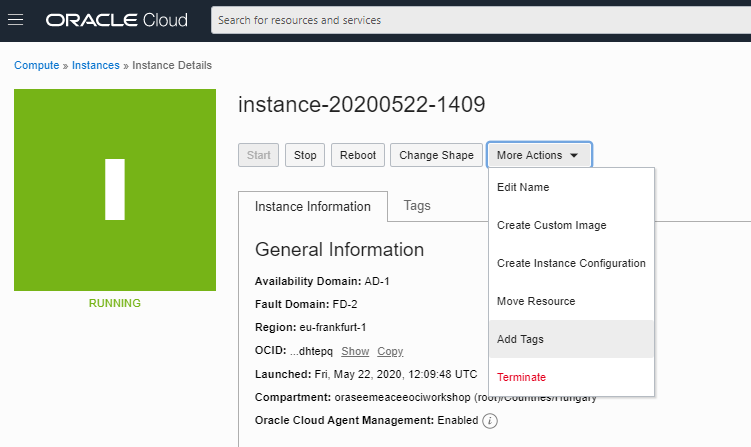 ORACLE Cloud
Search for resources and services
Compute » Instances » Instance Details
instance-20200522-1409
Start
Stop
Reboot
Change Shape
More Actions
Edit Name
Create Custom Image
Create Instance Configuration
Move Resource
Add Tags
Terminate
Instance Information
Tags
I
RUNNING
General Information
Availability Domain: AD-1
Fault Domain: FD-2
Region: eu-frankfurt-1
OCID: ...dhtepq Show Copy
Launched: Fri, May 22, 2020, 12:09:48 UTC
Compartment: oraseemeaceeociworkshop (root)/Countries/Hungary
Oracle Cloud Agent Management: Enabled i